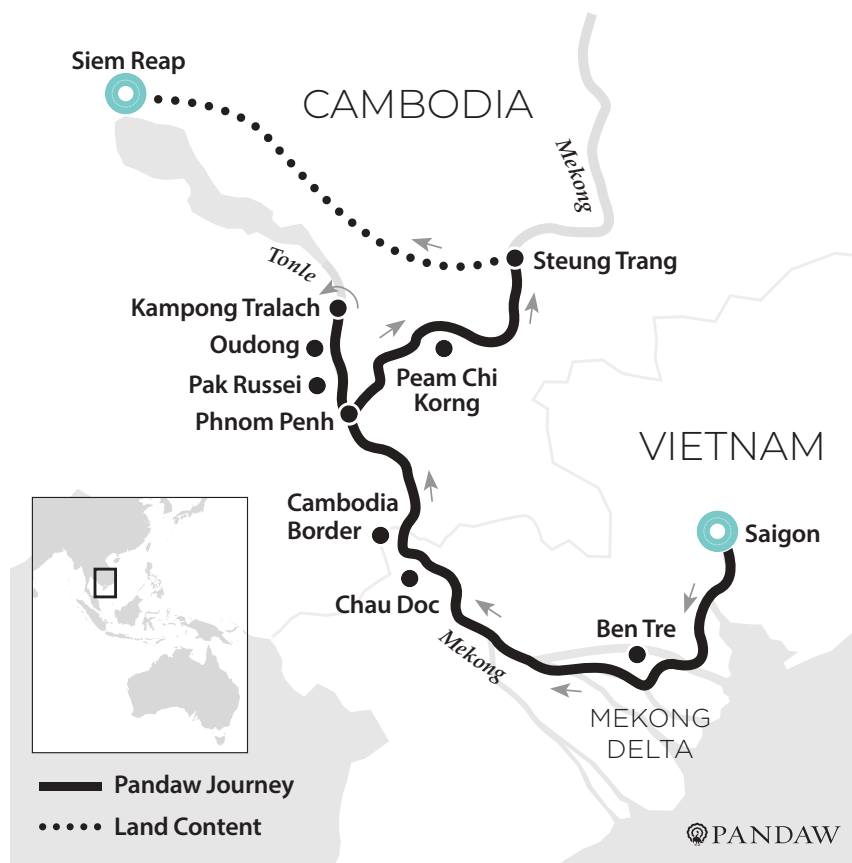 Siem Reap
CAMBODIA
Mekong
Tonle
Steung Trang
Kampong Tralach
Oudong
Peam Chi
Korng
Pak Russei
Phnom Penh
VIETNAM
Cambodia
Border
Saigon
Chau Doc
Ben Tre
Mekong
MEKONG
DELTA
Pandaw Journey
Land Content
PANDAW